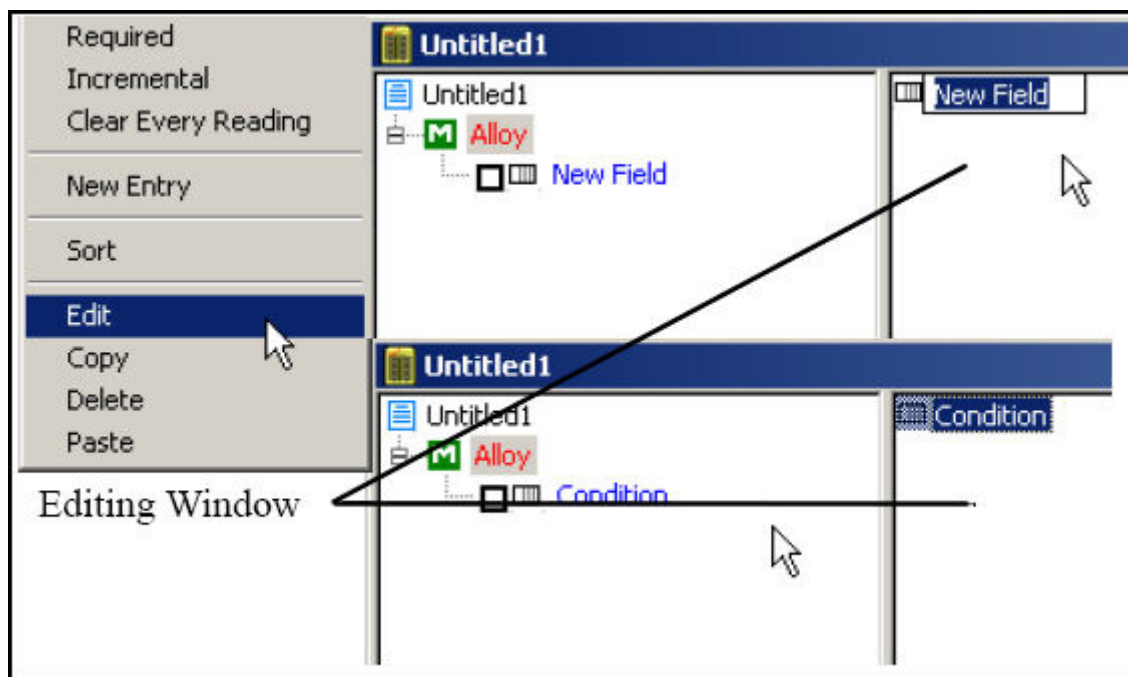 Required
Incremental
Clear Every Reading
New Entry
Sort
Edit
Copy
Delete
Paste
Untitled1
Untitled1
M Alloy
New Field
New Field
Untitled1
Untitled1
M Alloy
Condition
Condition
Editing Window